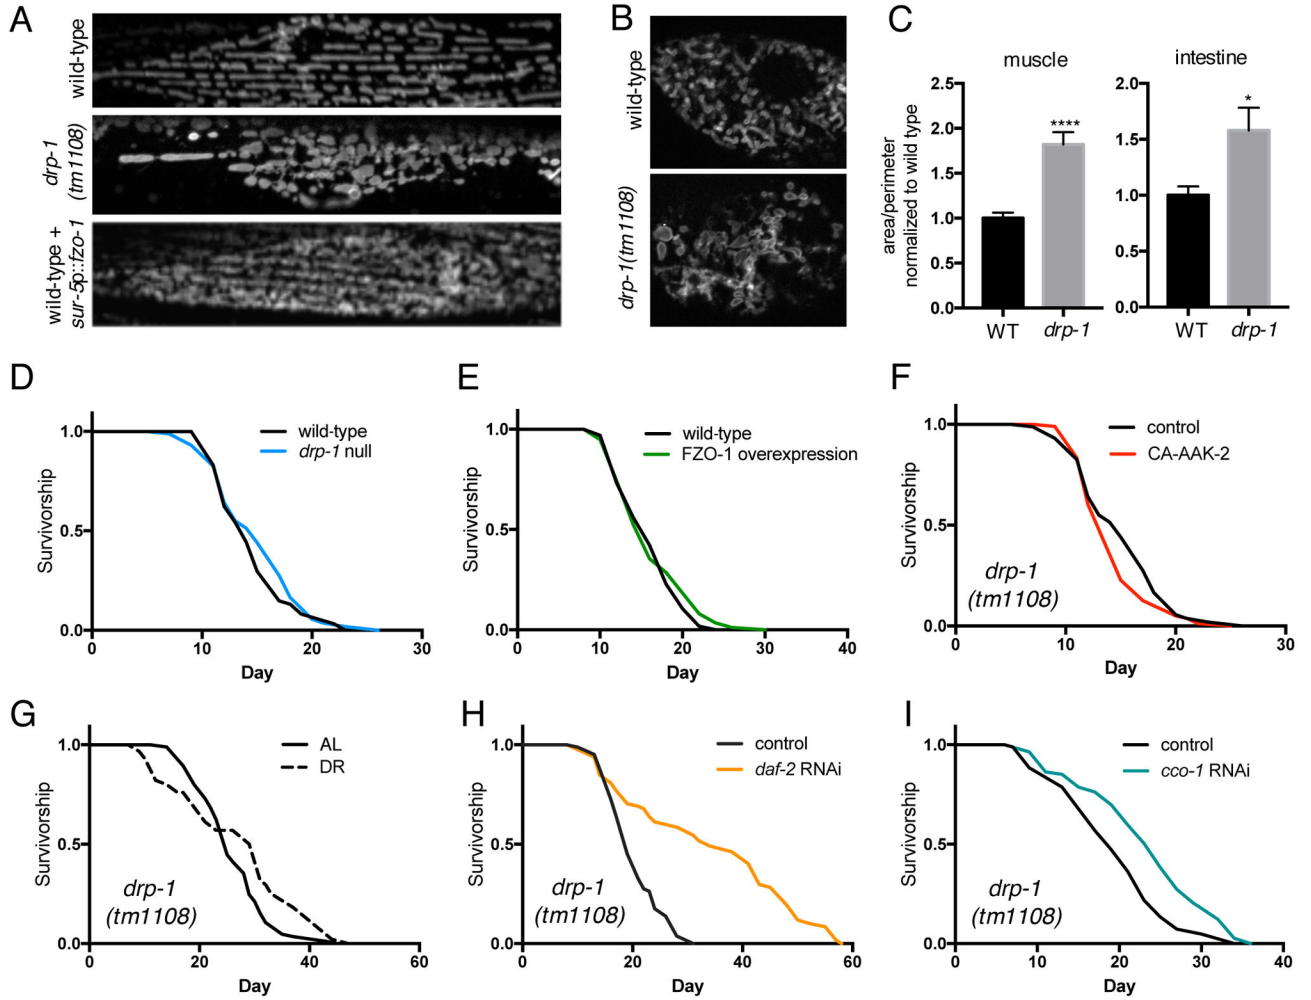 A
wild-type
drp-1
(tm1108)
wild-type +
sur-5p::fzo-1
B
wild-type
drp-1(tm1108)
C
muscle
intestine
area/perimeter
normalized to wild type
2.5
2.0
1.5
1.0
0.5
0.0
****
WT
drp-1
2.0
1.5
1.0
0.5
0.0
*
WT
drp-1
D
Survivorship
1.0
0.5
0.0
wild-type
drp-1 null
0 10 20 30
Day
E
Survivorship
1.0
0.5
0.0
wild-type
FZO-1 overexpression
0 10 20 30 40
Day
F
Survivorship
1.0
0.5
0.0
control
CA-AAK-2
drp-1
(tm1108)
0 10 20 30
Day
G
Survivorship
1.0
0.5
0.0
AL
DR
drp-1
(tm1108)
0 20 40 60
Day
H
Survivorship
1.0
0.5
0.0
control
daf-2 RNAi
drp-1
(tm1108)
0 20 40 60
Day
I
Survivorship
1.0
0.5
0.0
control
cco-1 RNAi
drp-1
(tm1108)
0 10 20 30 40
Day